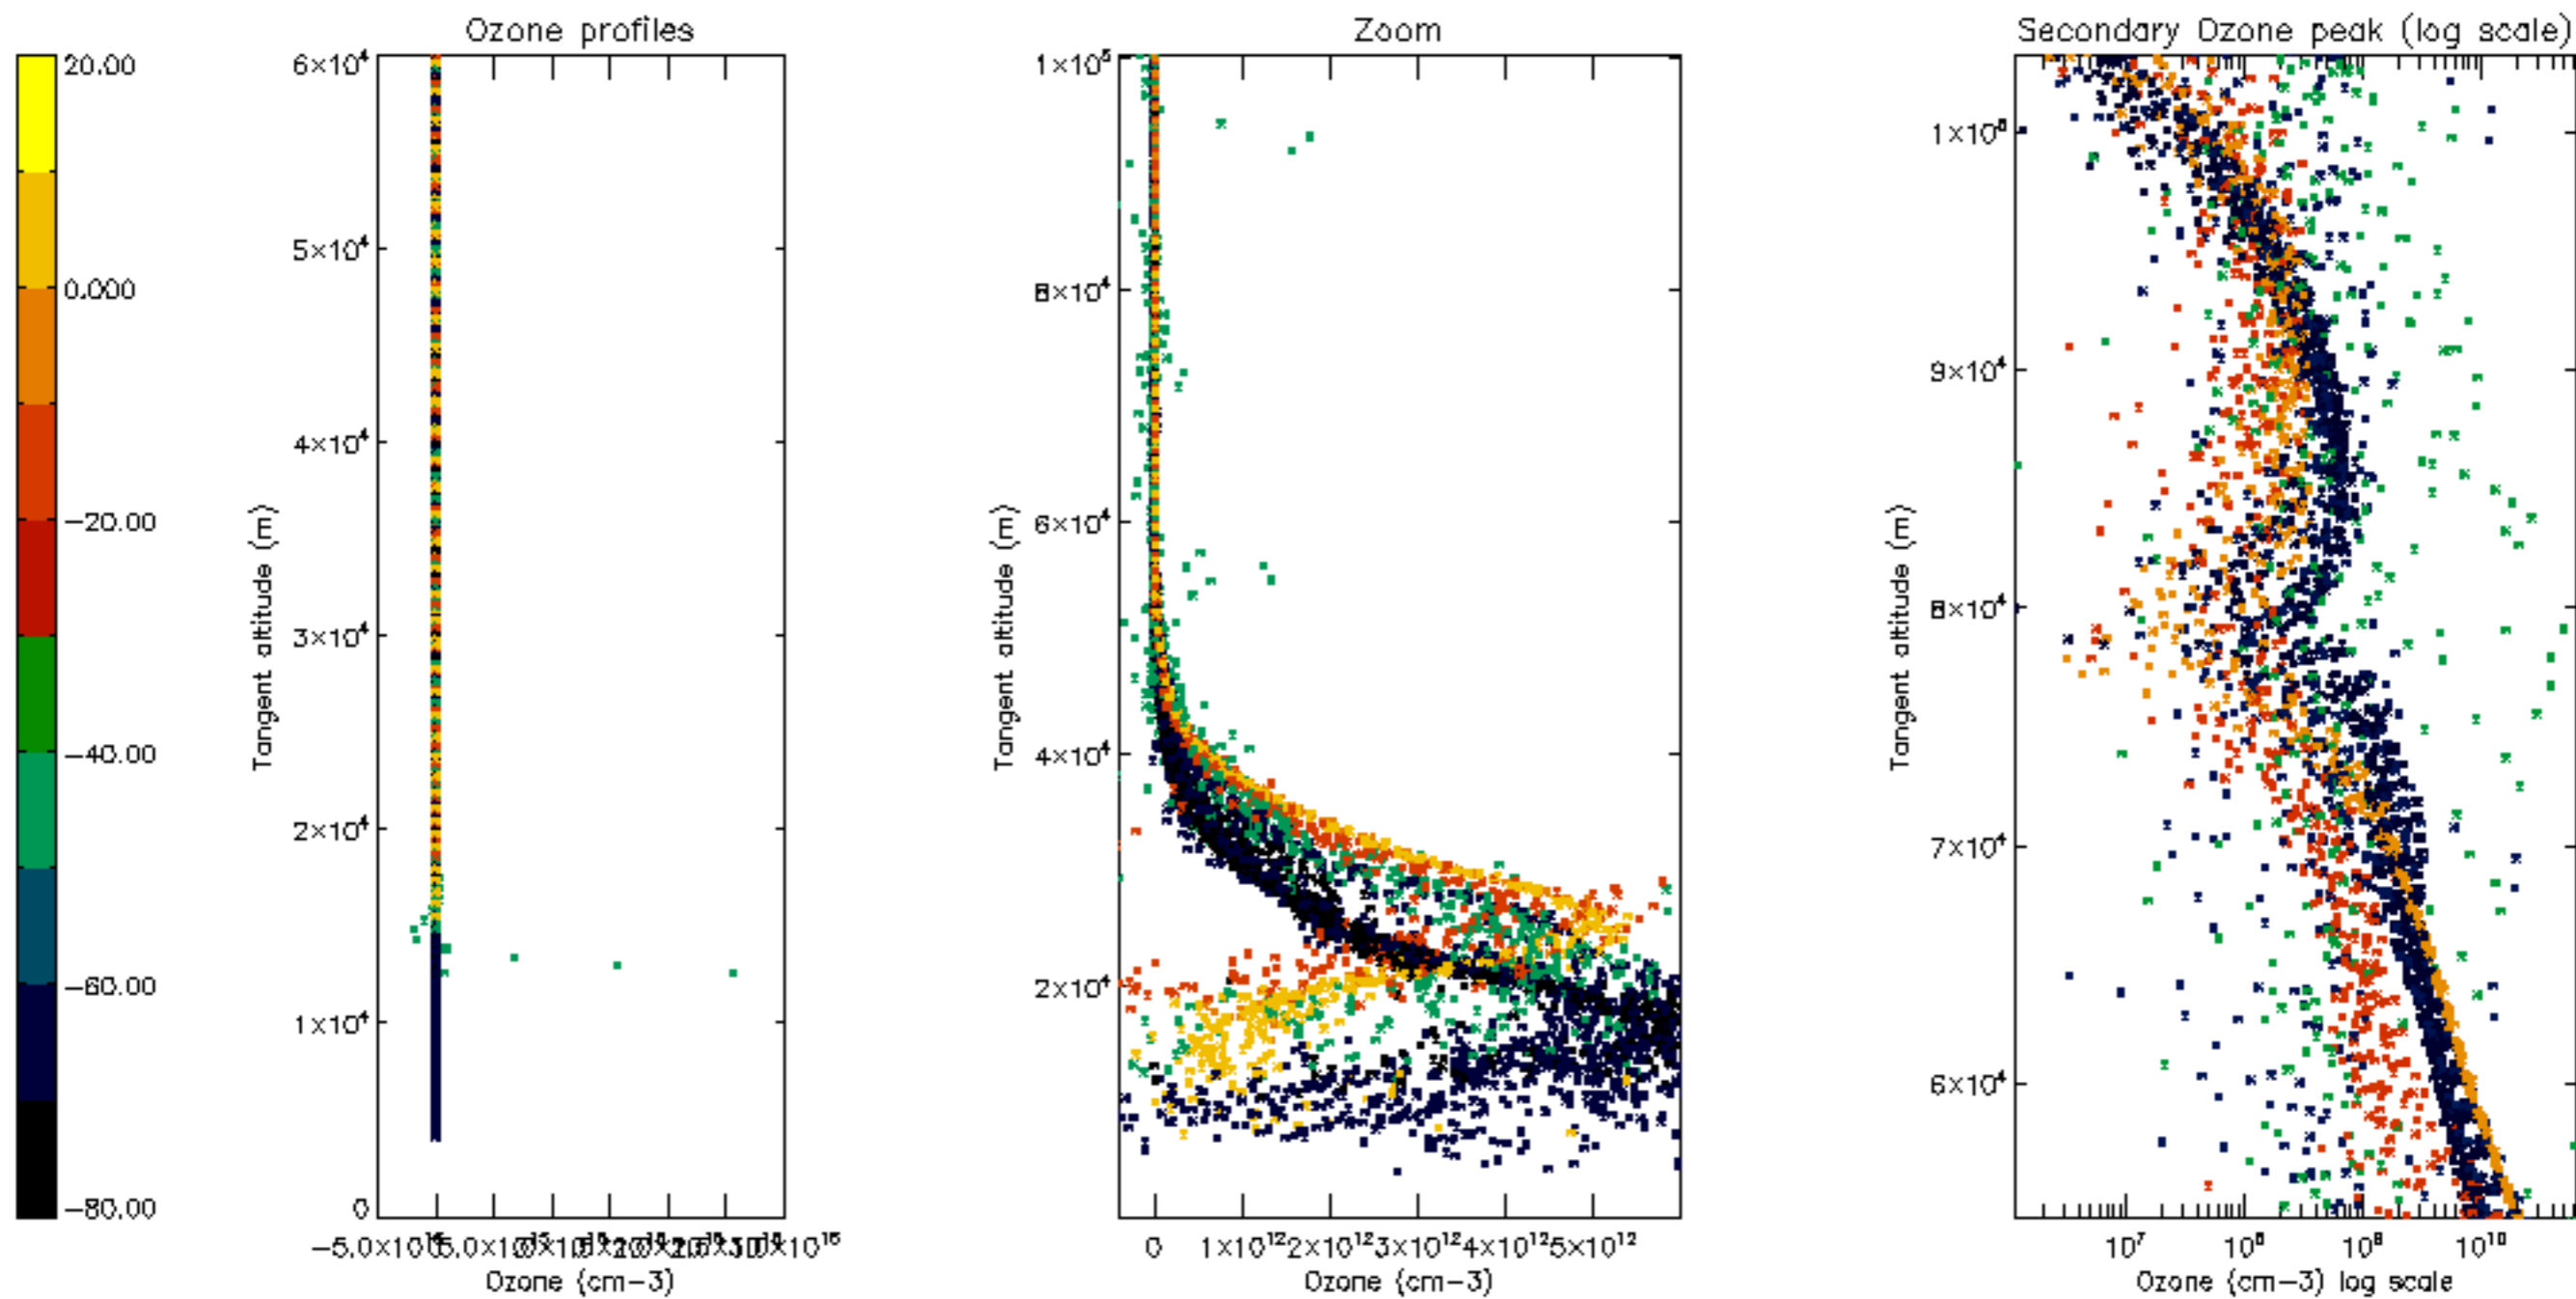 Ozone profiles
Zoom
Secondary Ozone peak (log scale)
20.00
0.000
−20.00
−40.00
−60.00
−80.00
6×10⁴
5×10⁴
4×10⁴
3×10⁴
2×10⁴
1×10⁴
0
Tangent altitude (m)
Ozone (cm−3)
1×10⁵
8×10⁴
6×10⁴
4×10⁴
2×10⁴
Tangent altitude (m)
0 1×10¹² 2×10¹² 3×10¹² 4×10¹² 5×10¹²
Ozone (cm−3)
9×10⁴
8×10⁴
7×10⁴
6×10⁴
Tangent altitude (m)
10⁷ 10⁸ 10⁹ 10¹⁰
Ozone (cm−3) log scale